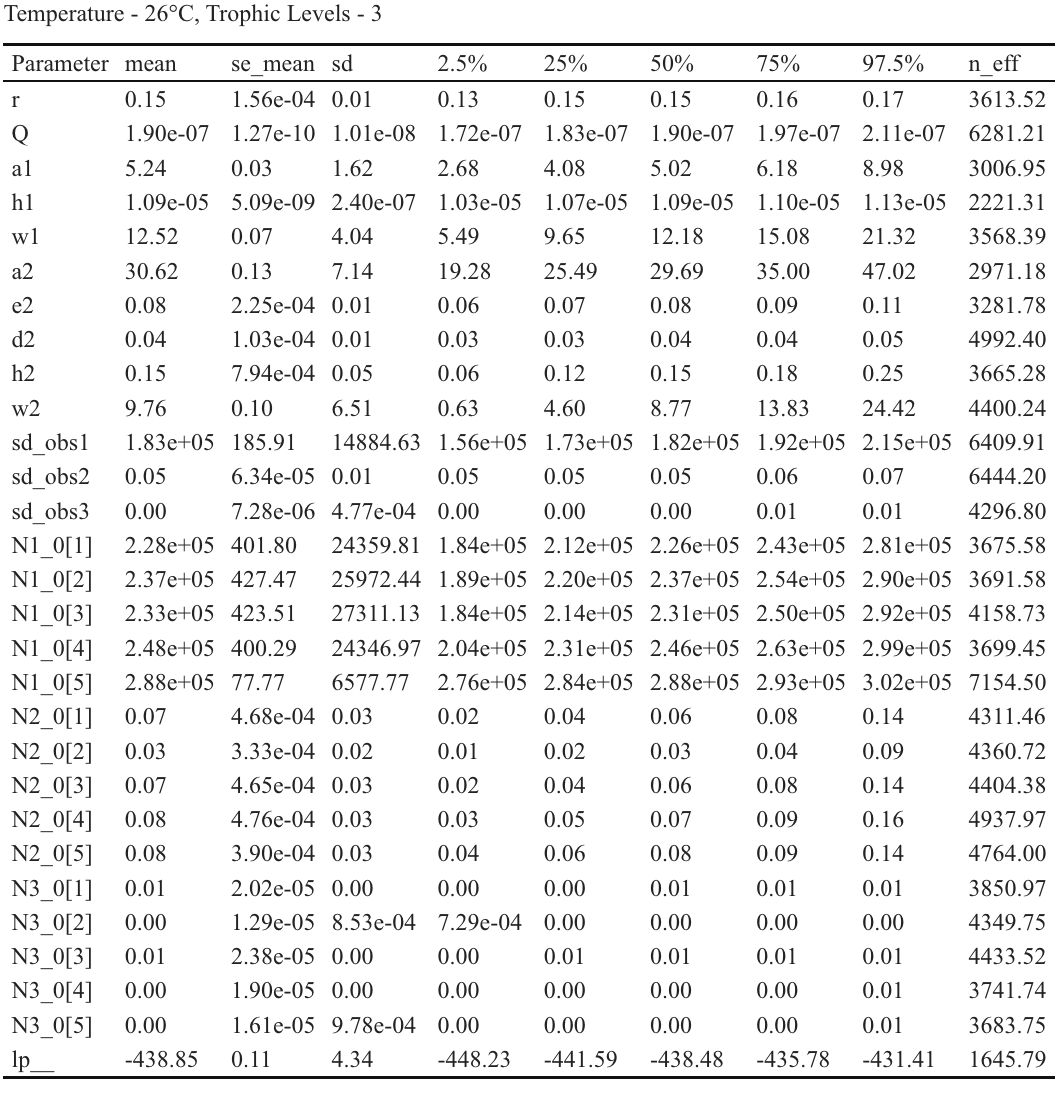 Temperature - 26°C, Trophic Levels - 3
Parameter mean se_mean sd 2.5% 25% 50% 75% 97.5% n_eff
r 0.15 1.56e-04 0.01 0.13 0.15 0.15 0.16 0.17 3613.52
Q 1.90e-07 1.27e-10 1.01e-08 1.72e-07 1.83e-07 1.90e-07 1.97e-07 2.11e-07 6281.21
a1 5.24 0.03 1.62 2.68 4.08 5.02 6.18 8.98 3006.95
h1 1.09e-05 5.09e-09 2.40e-07 1.03e-05 1.07e-05 1.09e-05 1.10e-05 1.13e-05 2221.31
w1 12.52 0.07 4.04 5.49 9.65 12.18 15.08 21.32 3568.39
a2 30.62 0.13 7.14 19.28 25.49 29.69 35.00 47.02 2971.18
e2 0.08 2.25e-04 0.01 0.06 0.07 0.08 0.09 0.11 3281.78
d2 0.04 1.03e-04 0.01 0.03 0.03 0.04 0.04 0.05 4992.40
h2 0.15 7.94e-04 0.05 0.06 0.12 0.15 0.18 0.25 3665.28
w2 9.76 0.10 6.51 0.63 4.60 8.77 13.83 24.42 4400.24
sd_obs1 1.83e+05 185.91 14884.63 1.56e+05 1.73e+05 1.82e+05 1.92e+05 2.15e+05 6409.91
sd_obs2 0.05 6.34e-05 0.01 0.05 0.05 0.05 0.06 0.07 6444.20
sd_obs3 0.00 7.28e-06 4.77e-04 0.00 0.00 0.00 0.01 0.01 4296.80
N1_0[1] 2.28e+05 401.80 24359.81 1.84e+05 2.12e+05 2.26e+05 2.43e+05 2.81e+05 3675.58
N1_0[2] 2.37e+05 427.47 25972.44 1.89e+05 2.20e+05 2.37e+05 2.54e+05 2.90e+05 3691.58
N1_0[3] 2.33e+05 423.51 27311.13 1.84e+05 2.14e+05 2.31e+05 2.50e+05 2.92e+05 4158.73
N1_0[4] 2.48e+05 400.29 24346.97 2.04e+05 2.31e+05 2.46e+05 2.63e+05 2.99e+05 3699.45
N1_0[5] 2.88e+05 77.77 6577.77 2.76e+05 2.84e+05 2.88e+05 2.93e+05 3.02e+05 7154.50
N2_0[1] 0.07 4.68e-04 0.03 0.02 0.04 0.06 0.08 0.14 4311.46
N2_0[2] 0.03 3.33e-04 0.02 0.01 0.02 0.03 0.04 0.09 4360.72
N2_0[3] 0.07 4.65e-04 0.03 0.02 0.04 0.06 0.08 0.14 4404.38
N2_0[4] 0.08 4.76e-04 0.03 0.03 0.05 0.07 0.09 0.16 4937.97
N2_0[5] 0.08 3.90e-04 0.03 0.04 0.06 0.08 0.09 0.14 4764.00
N3_0[1] 0.01 2.02e-05 0.00 0.00 0.00 0.01 0.01 0.01 3850.97
N3_0[2] 0.00 1.29e-05 8.53e-04 7.29e-04 0.00 0.00 0.00 0.00 4349.75
N3_0[3] 0.01 2.38e-05 0.00 0.00 0.01 0.01 0.01 0.01 4433.52
N3_0[4] 0.00 1.90e-05 0.00 0.00 0.00 0.00 0.00 0.01 3741.74
N3_0[5] 0.00 1.61e-05 9.78e-04 0.00 0.00 0.00 0.00 0.01 3683.75
lp__ -438.85 0.11 4.34 -448.23 -441.59 -438.48 -435.78 -431.41 1645.79